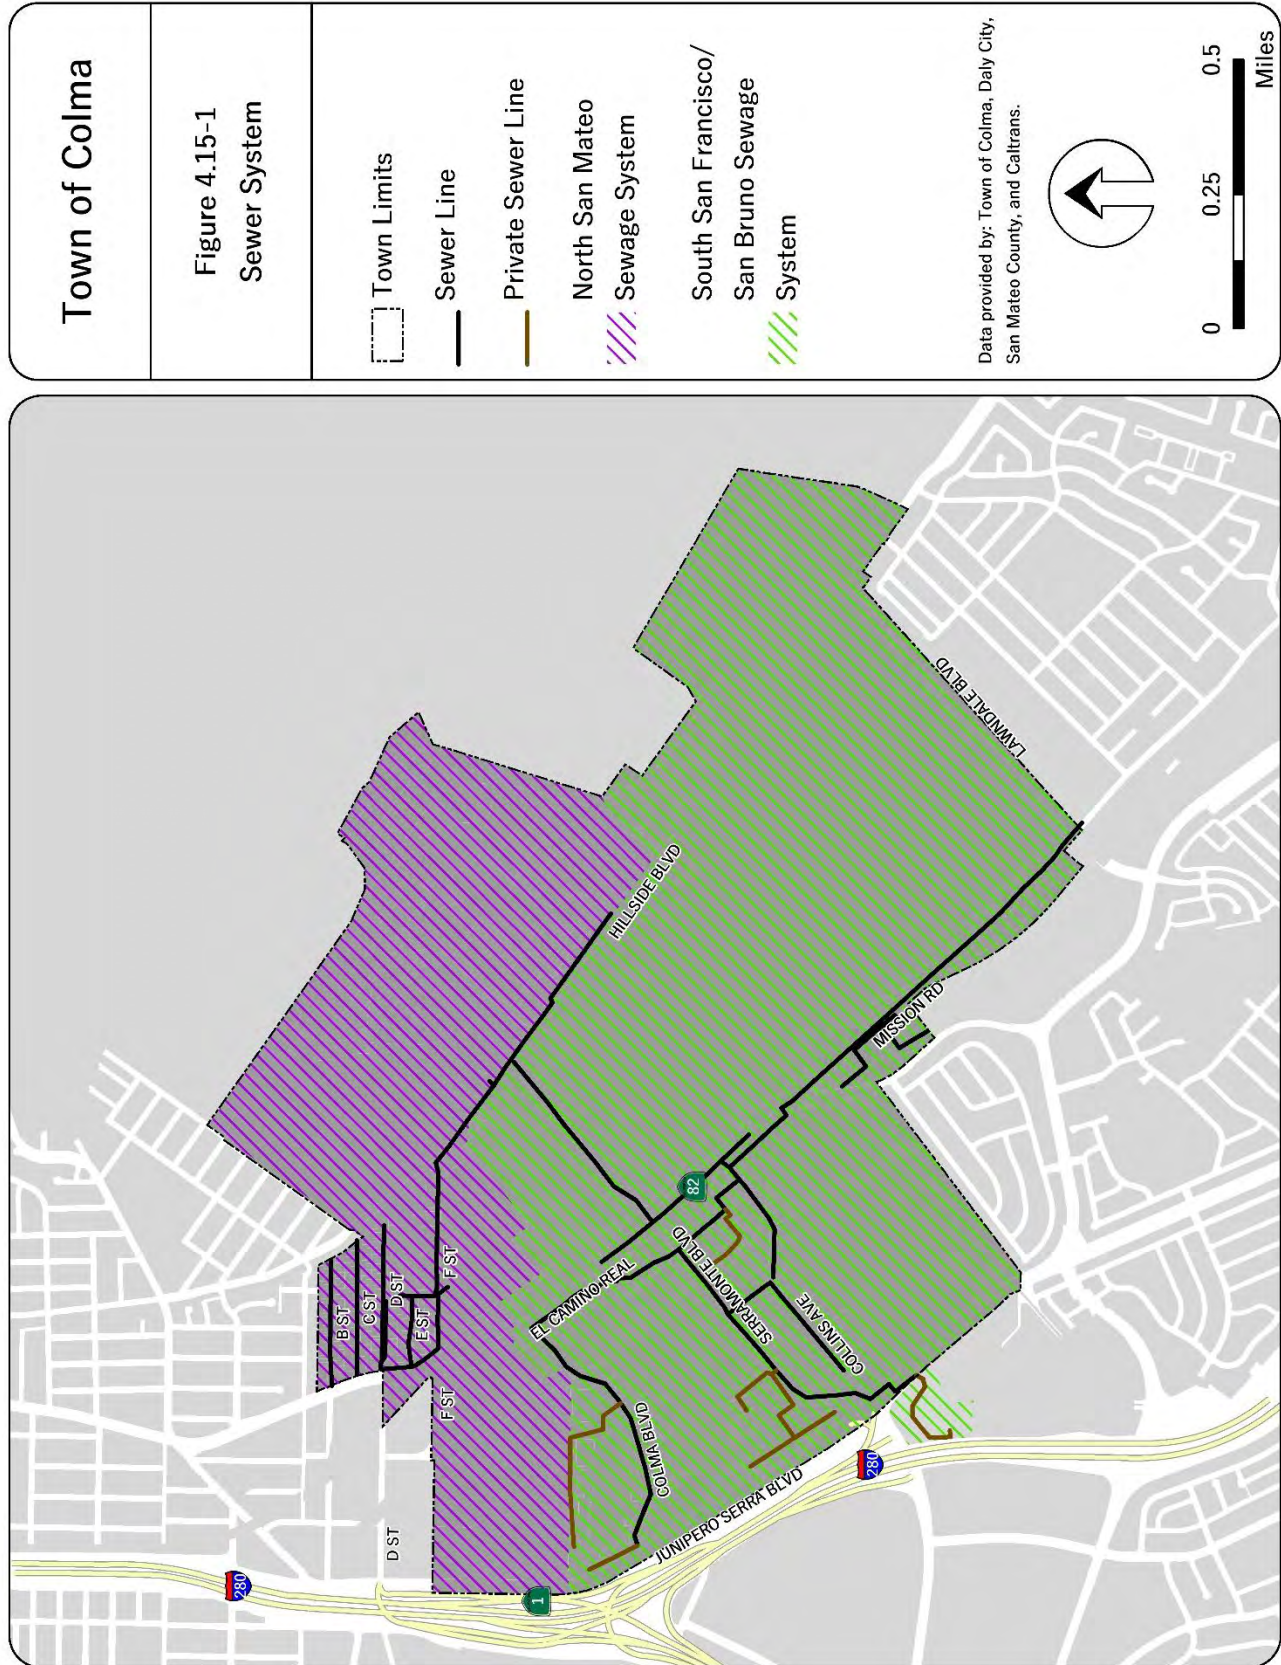 Town of Colma
Figure 4.15-1
Sewer System
Town Limits
Sewer Line
Private Sewer Line
North San Mateo
Sewage System
South San Francisco/
San Bruno Sewage
System
Data provided by: Town of Colma, Daly City,
San Mateo County, and Caltrans.
0 0.25 0.5
Miles
280
1
D ST
F ST
B ST
C ST
D ST
E ST
F ST
HILLSIDE BLVD
EL CAMINO REAL
82
SERRAMONTE BLVD
COLLINS AVE
COLMA BLVD
JUNIPERO SERRA BLVD
280
MISSION RD
LAWNDALE BLVD